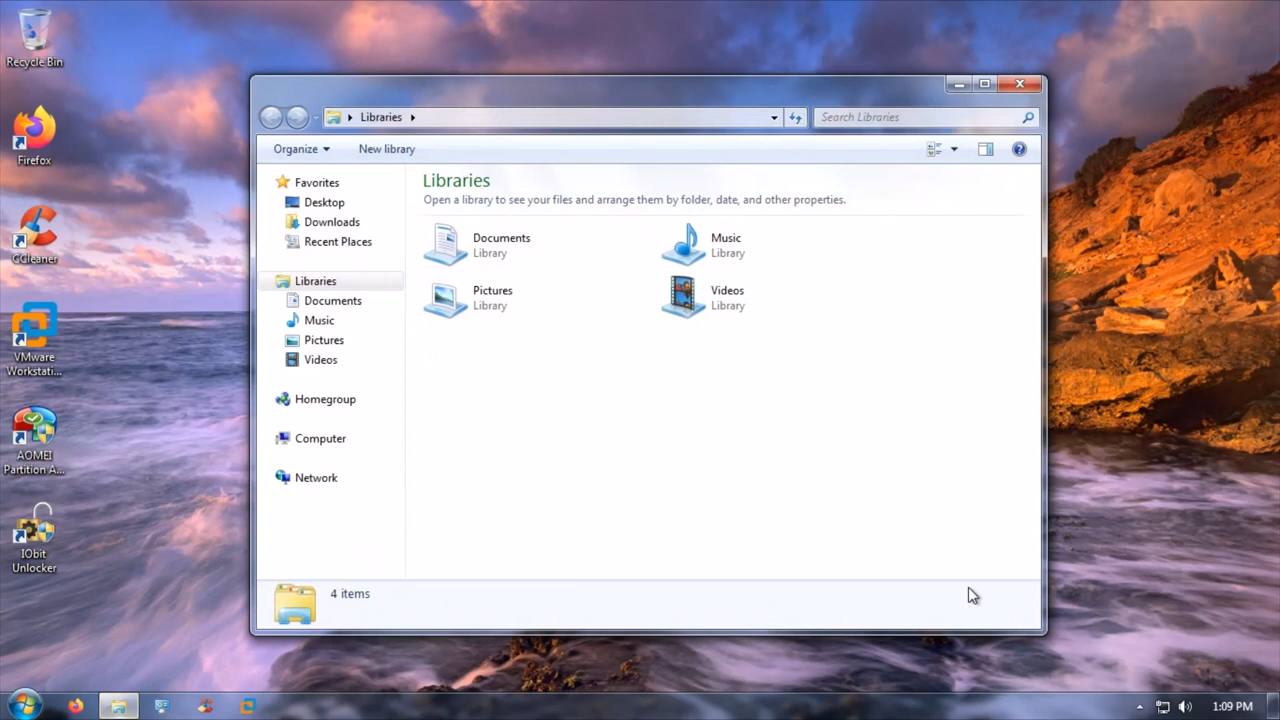 Recycle Bin
Firefox
CCleaner
VMware
Workstati...
AOMEI
Partition A...
IObit
Unlocker
Libraries
Search Libraries
Organize
New library
Favorites
Desktop
Downloads
Recent Places
Libraries
Documents
Music
Pictures
Videos
Homegroup
Computer
Network
Libraries
Open a library to see your files and arrange them by folder, date, and other properties.
Documents
Library
Music
Library
Pictures
Library
Videos
Library
4 items
1:09 PM